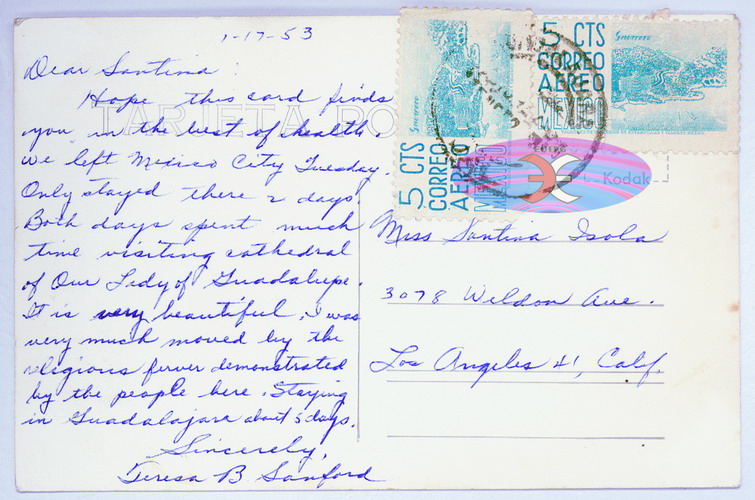 1-17-53
Dear Santina:
Hope this card finds
you in the best of health.
We left Mexico City Tuesday.
Only stayed there 2 days.
Both days spent much
time visiting cathedral
of Our Lady of Guadalupe.
It is very beautiful, I was
very much moved by the
religious ferver demonstrated
by the people here. Staying
in Guadalajara about 5 days.
Sincerely,
Teresa B Sanford
TARJETA PO
5 CTS
CORREO
AEREO
MEXICO
Guerrero
5 CTS
CORREO
AEREO
MEXICO
Guerrero
Kodak
Miss Santina Isola
3078 Weldon Ave.
Los Angeles 41, Calif.